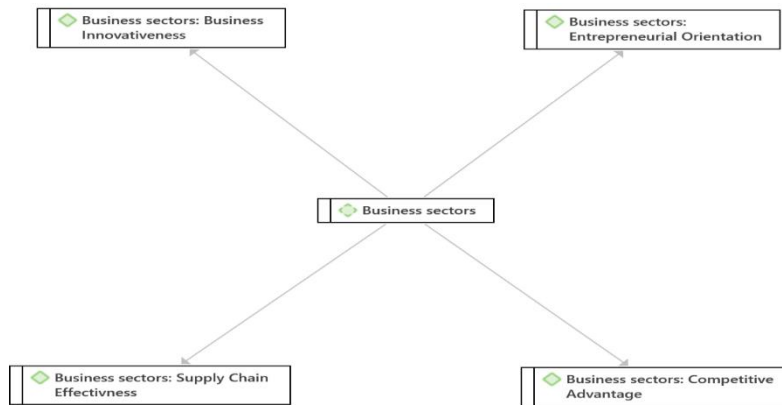 Business sectors: Business
Innovativeness
Business sectors:
Entrepreneurial Orientation
Business sectors
Business sectors: Supply Chain
Effectivness
Business sectors: Competitive
Advantage